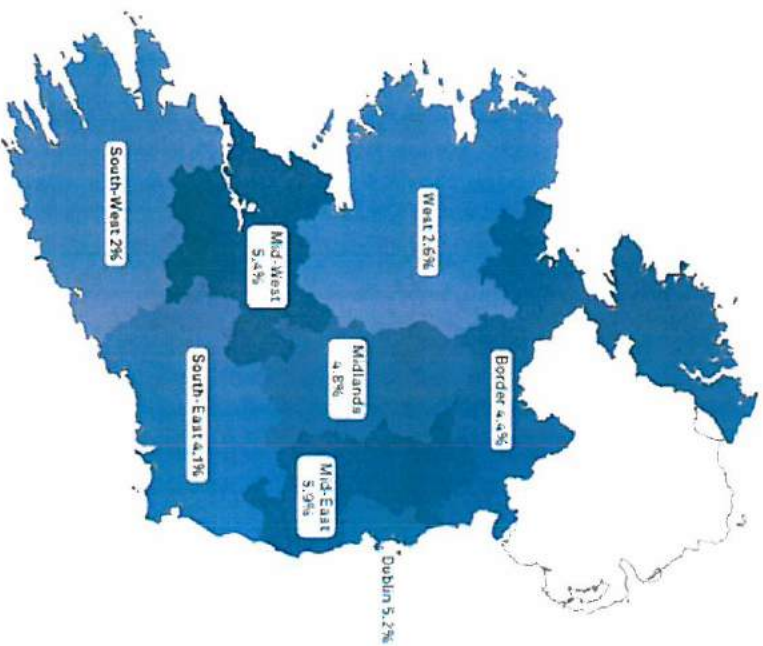 Border 4.4%
West 2.6%
Midlands
4.8%
Dublin 5.2%
Mid-East
5.9%
Mid-West
5.4%
South-East 4.1%
South-West 2%